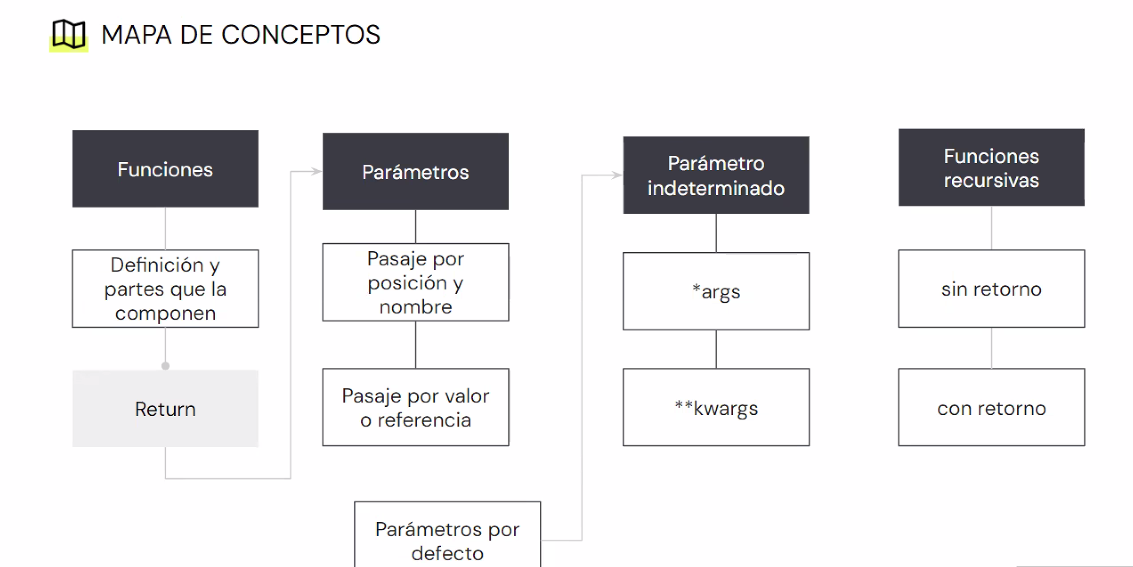 MAPA DE CONCEPTOS
Funciones
Definición y
partes que la
componen
Return
Parámetros
Pasaje por
posición y
nombre
Pasaje por valor
o referencia
Parámetros por
defecto
Parámetro
indeterminado
*args
**kwargs
Funciones
recursivas
sin retorno
con retorno